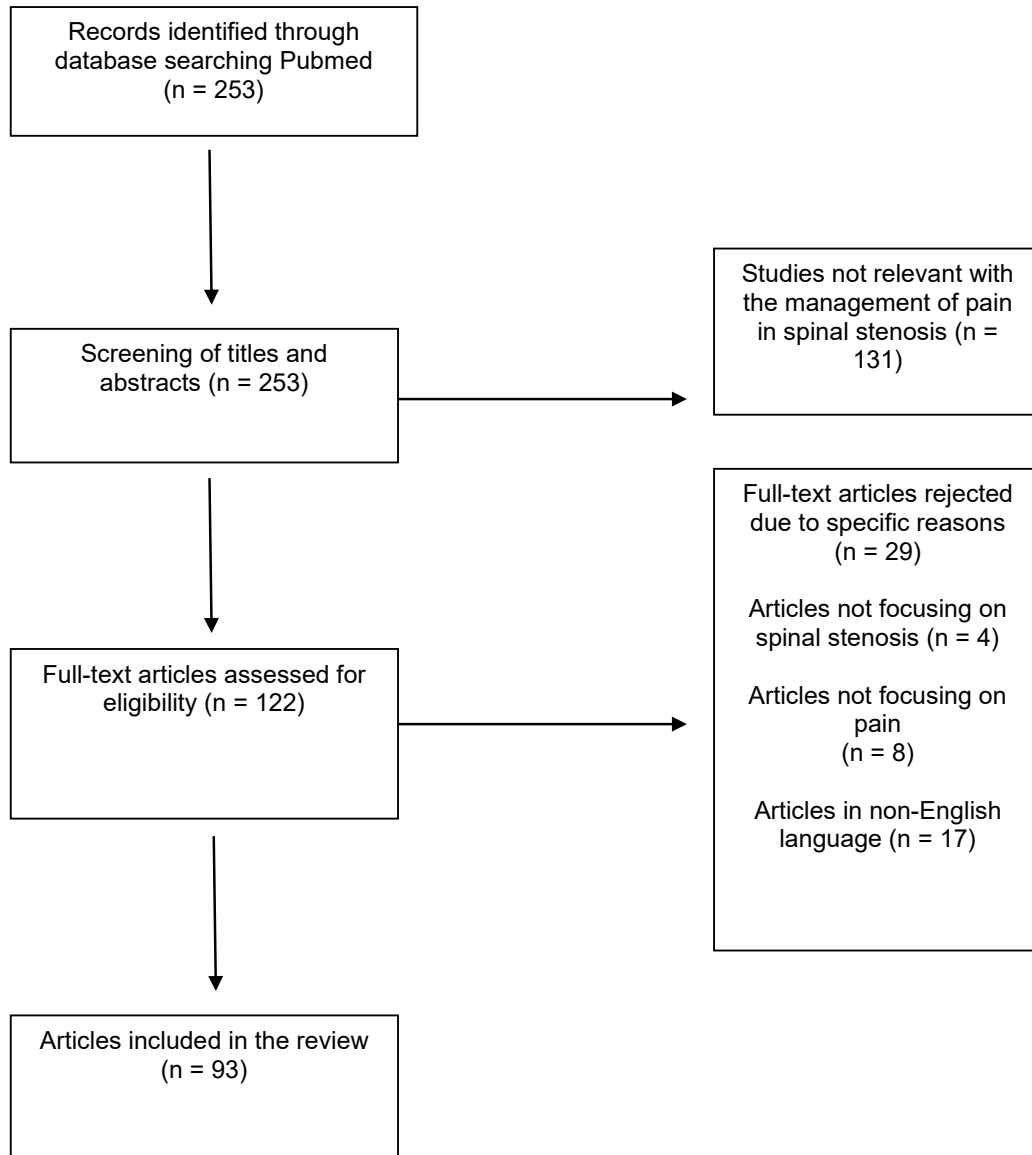 Records identified through
database searching Pubmed
(n = 253)
Screening of titles and
abstracts (n = 253)
Studies not relevant with
the management of pain
in spinal stenosis (n =
131)
Full-text articles assessed for
eligibility (n = 122)
Full-text articles rejected
due to specific reasons
(n = 29)
Articles not focusing on
spinal stenosis (n = 4)
Articles not focusing on
pain
(n = 8)
Articles in non-English
language (n = 17)
Articles included in the review
(n = 93)